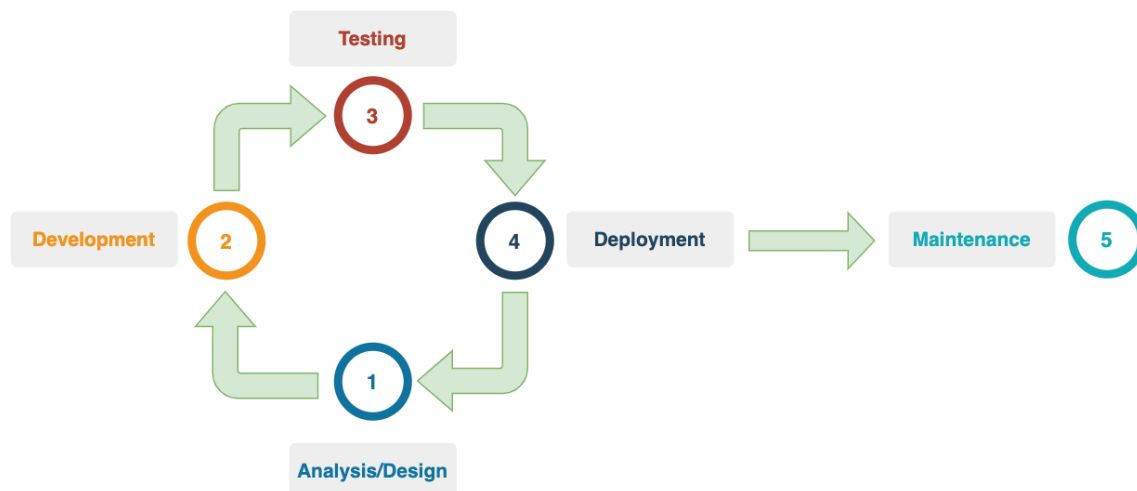 Testing
3
Development
2
4
Deployment
Maintenance
5
1
Analysis/Design